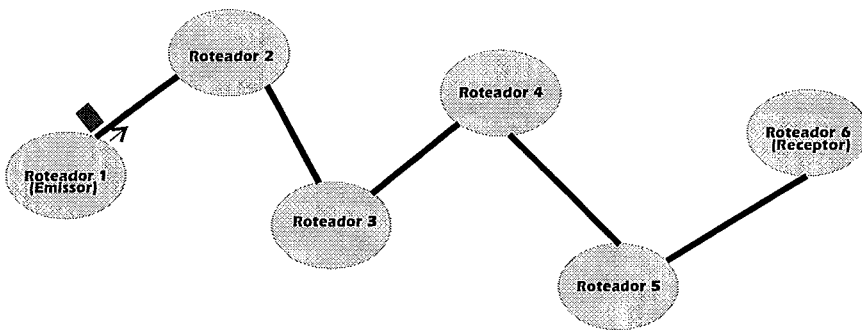 Roteador 2
Roteador 4
Roteador 6
(Receptor)
Roteador 1
(Emissor)
Roteador 3
Roteador 5